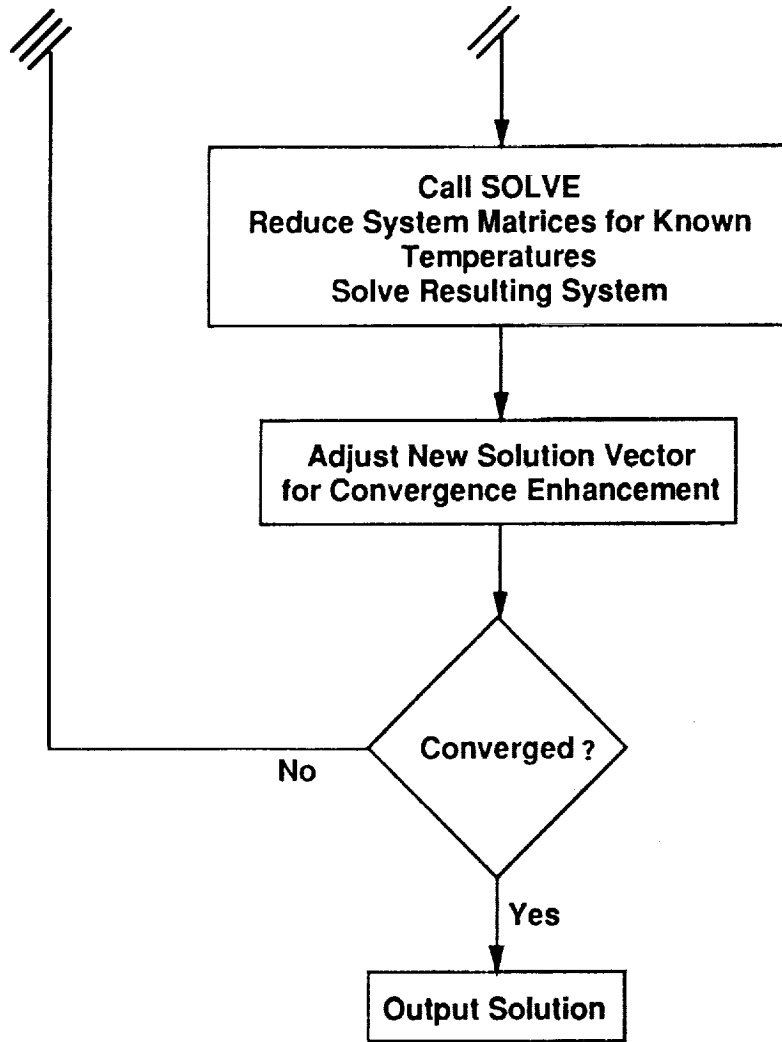 Call SOLVE
Reduce System Matrices for Known
Temperatures
Solve Resulting System
Adjust New Solution Vector
for Convergence Enhancement
Converged ?
No
Yes
Output Solution